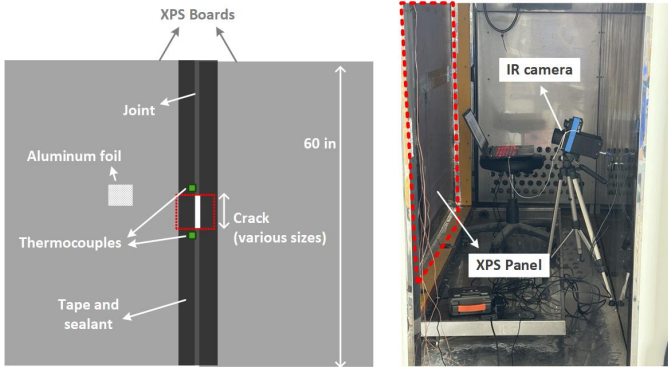 XPS Boards
Joint
Aluminum foil
60 in
Crack
(various sizes)
Thermocouples
Tape and
sealant
IR camera
XPS Panel